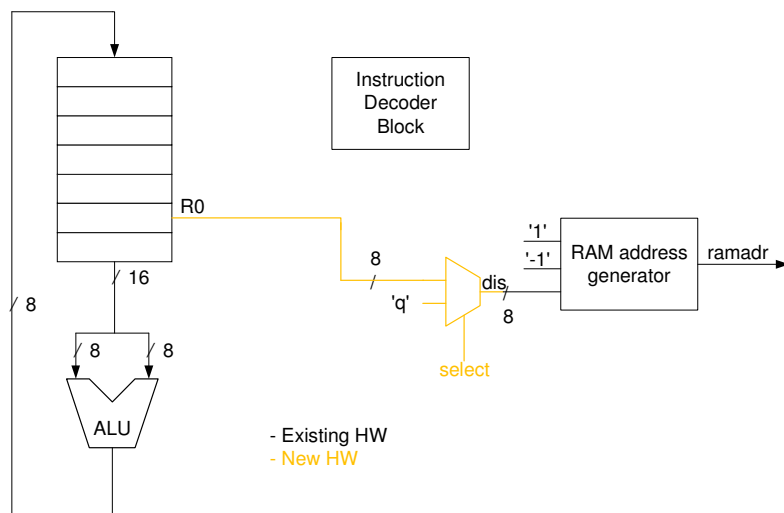 Instruction
Decoder
Block
R0
'1'
'-1'
RAM address
generator
ramadr
8
'q'
dis
8
select
16
8
8
8
ALU
- Existing HW
- New HW